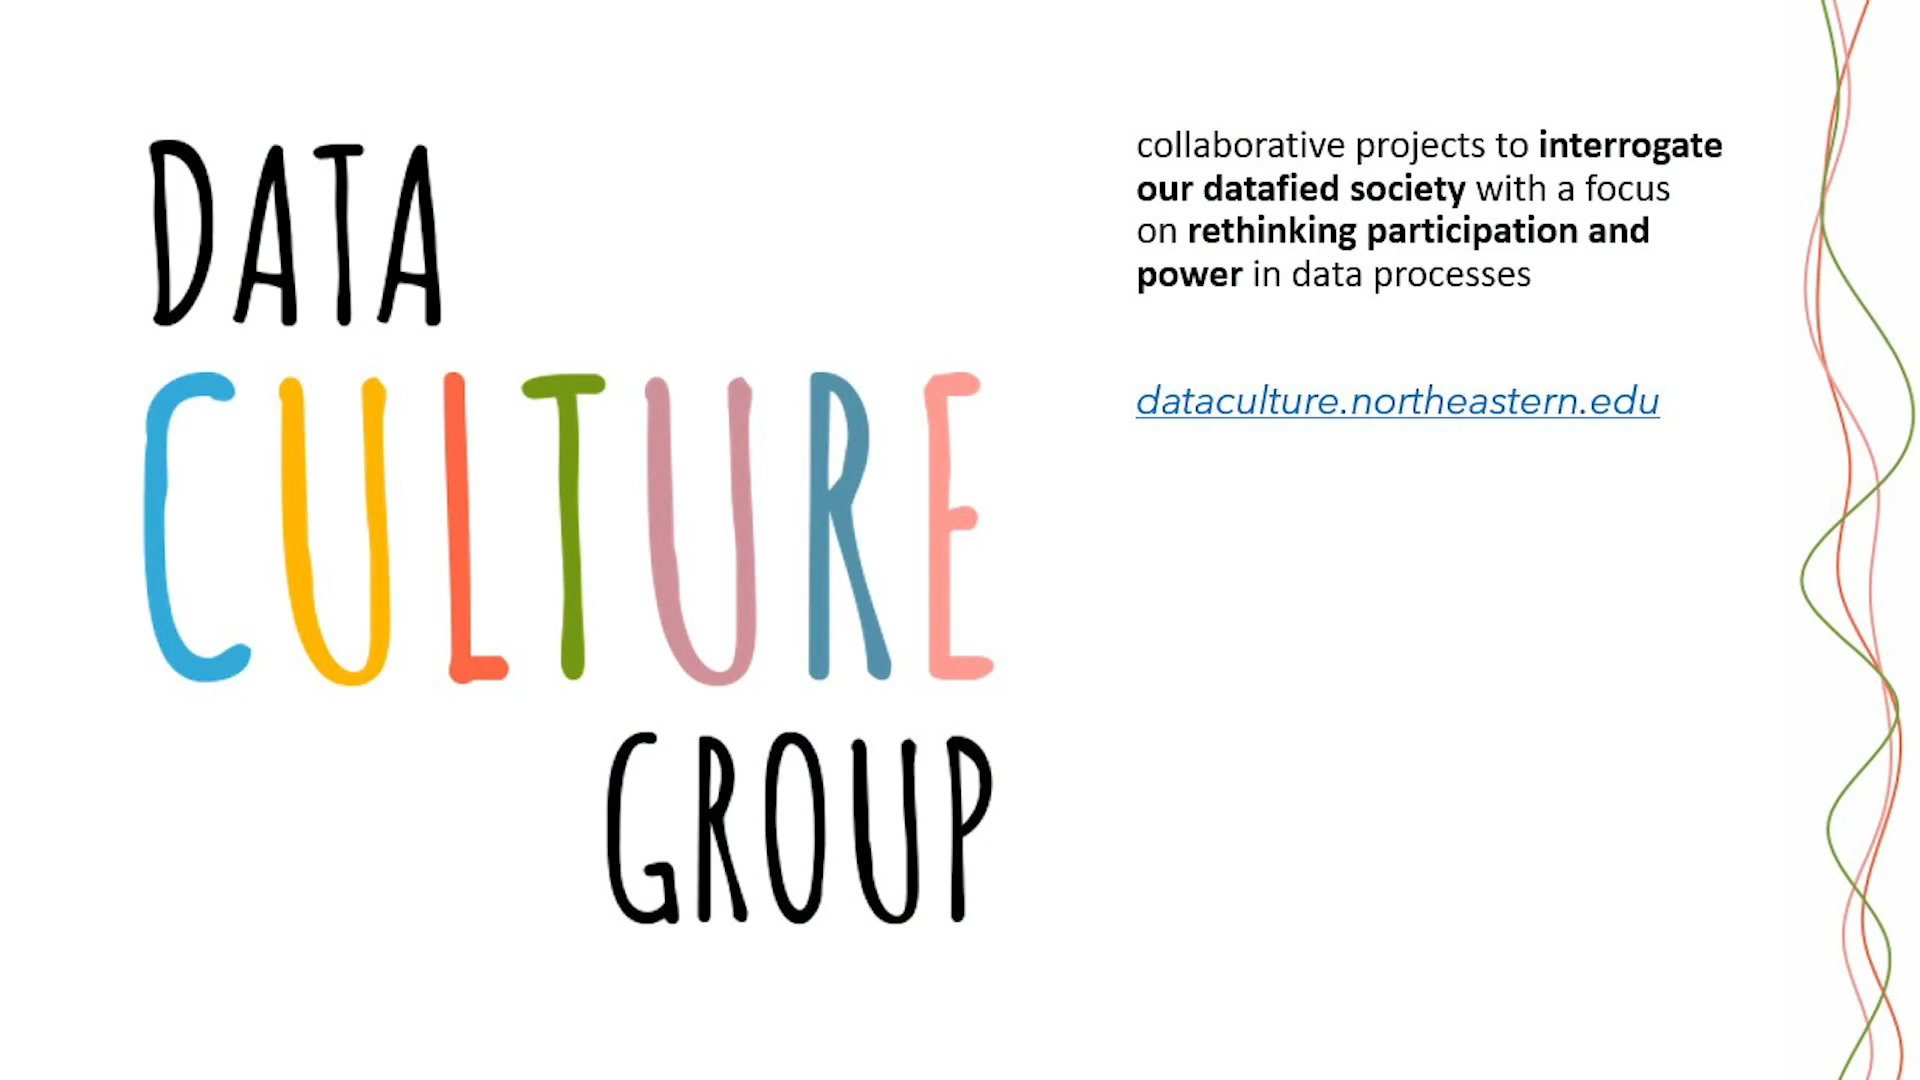 DATA
CULTURE
GROUP
collaborative projects to interrogate
our datafied society with a focus
on rethinking participation and
power in data processes
dataculture.northeastern.edu